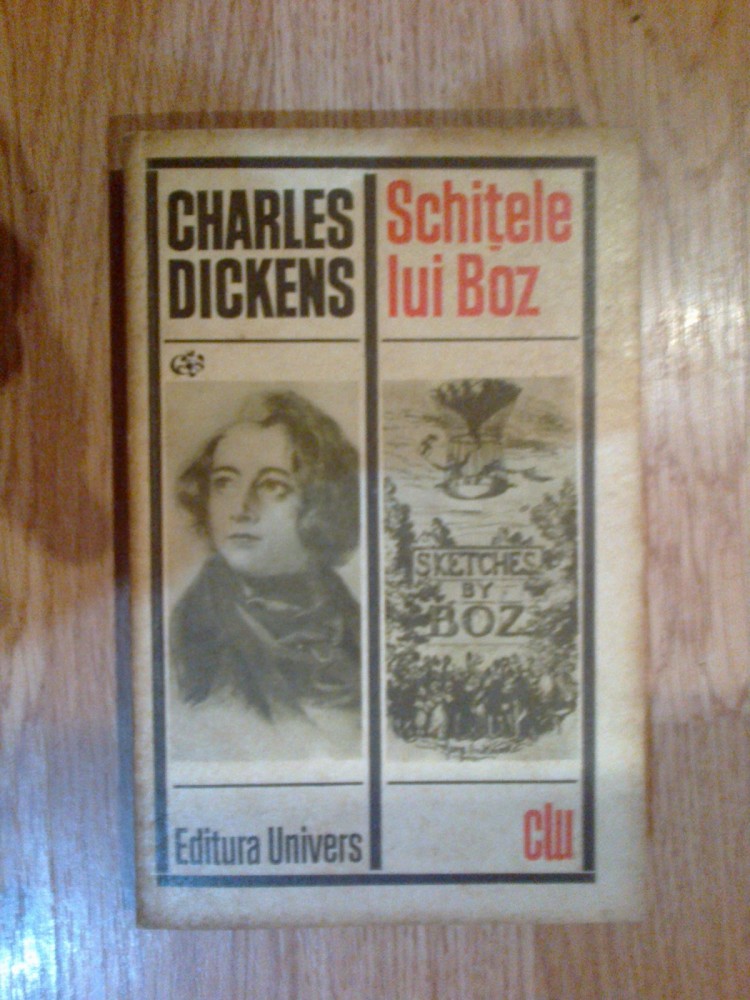 CHARLES
DICKENS
Schițele
lui Boz
SKETCHES
BY
BOZ
Editura Univers
clu